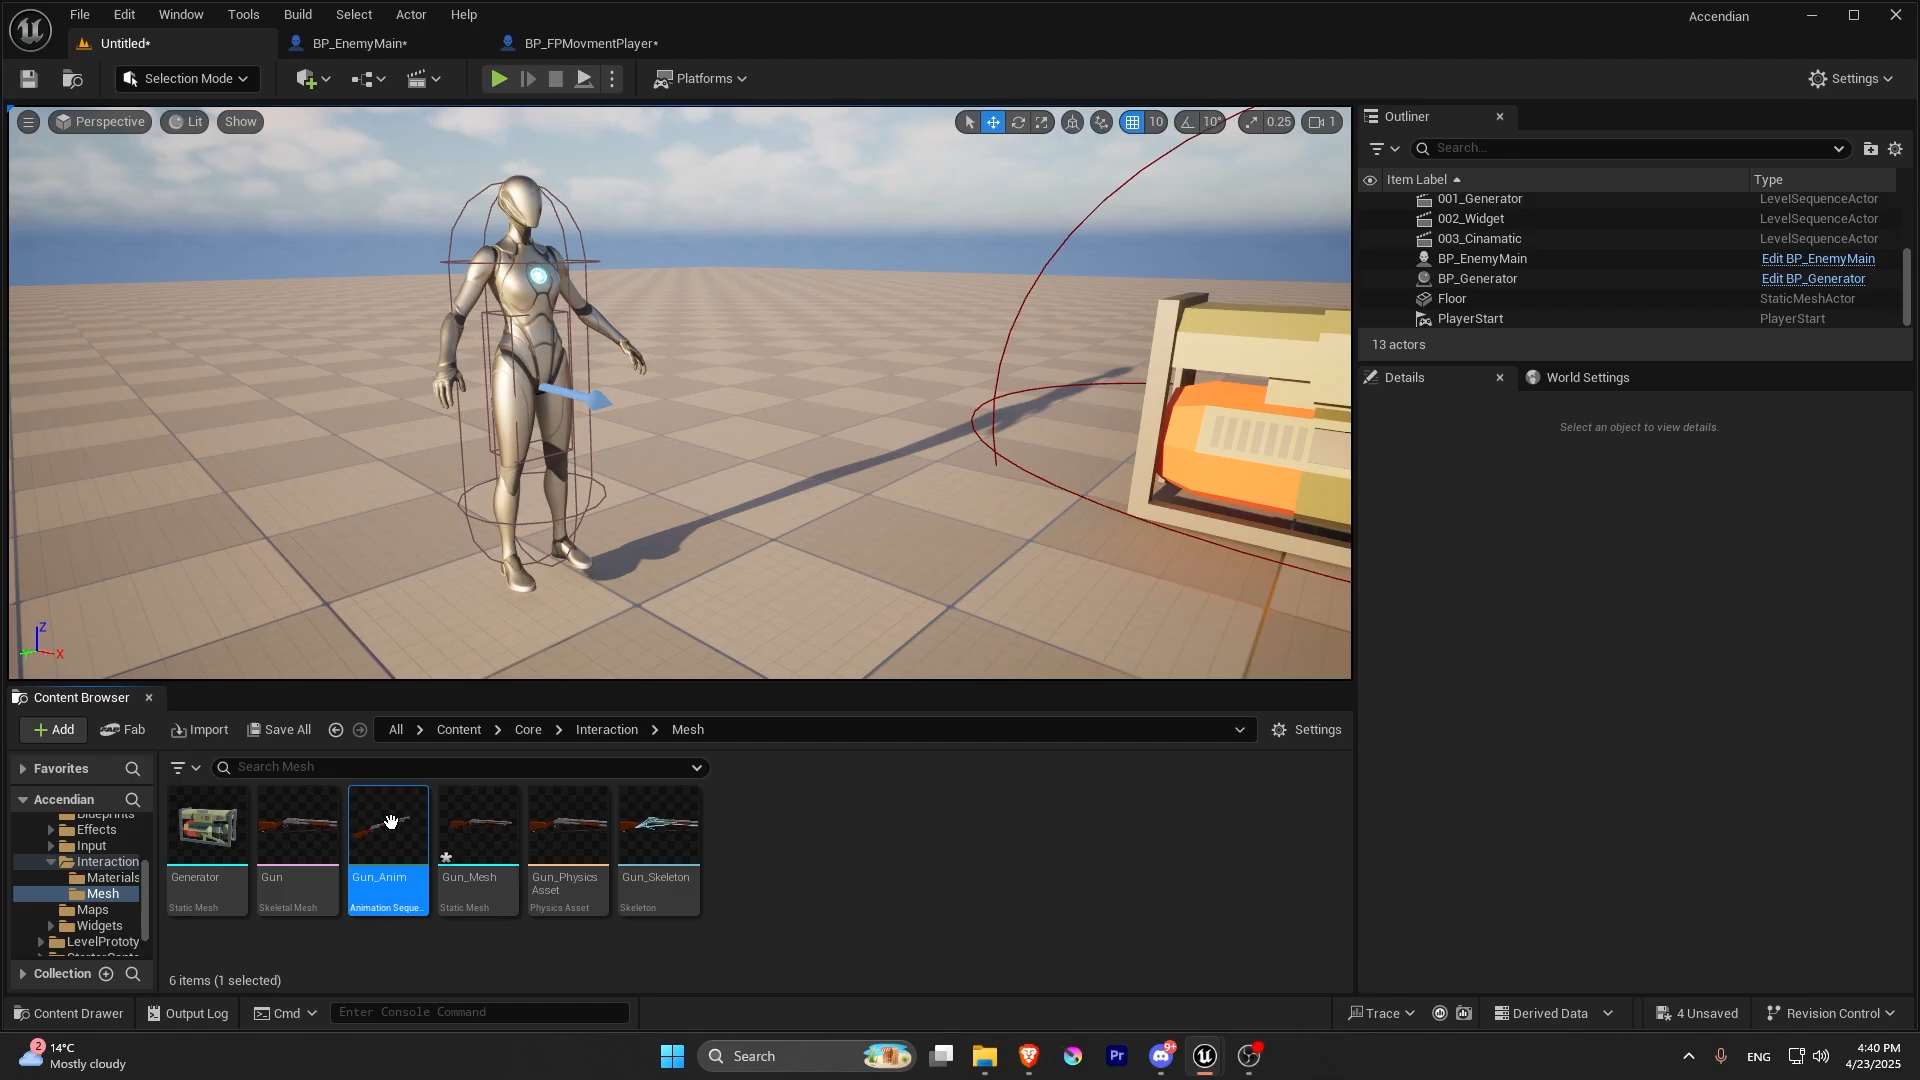 File Edit Window Tools Build Select Actor Help
Accendian
Untitled*
BP_EnemyMain*
BP_FPMovmentPlayer*
Selection Mode
Platforms
Settings
Perspective
Lit
Show
10
10°
0.25
1
Outliner
Search...
Item Label
Type
001_Generator LevelSequenceActor
002_Widget LevelSequenceActor
003_Cinamatic LevelSequenceActor
BP_EnemyMain Edit BP_EnemyMain
BP_Generator Edit BP_Generator
Floor StaticMeshActor
PlayerStart PlayerStart
13 actors
Details
World Settings
Select an object to view details.
Z
X
Content Browser
Add
Fab
Import
Save All
All
Content
Core
Interaction
Mesh
Settings
Favorites
Search Mesh
Accendian
Blueprints
Effects
Input
Interaction
Materials
Mesh
Maps
Widgets
LevelPrototy
Collection
Generator
Static Mesh
Gun
Skeletal Mesh
Gun_Anim
Animation Seque...
Gun_Mesh
Static Mesh
Gun_Physics
Asset
Physics Asset
Gun_Skeleton
Skeleton
6 items (1 selected)
Content Drawer
Output Log
Cmd
Enter Console Command
Trace
Derived Data
4 Unsaved
Revision Control
2
14°C
Mostly cloudy
Search
Pr
9+
ENG
4:40 PM
4/23/2025